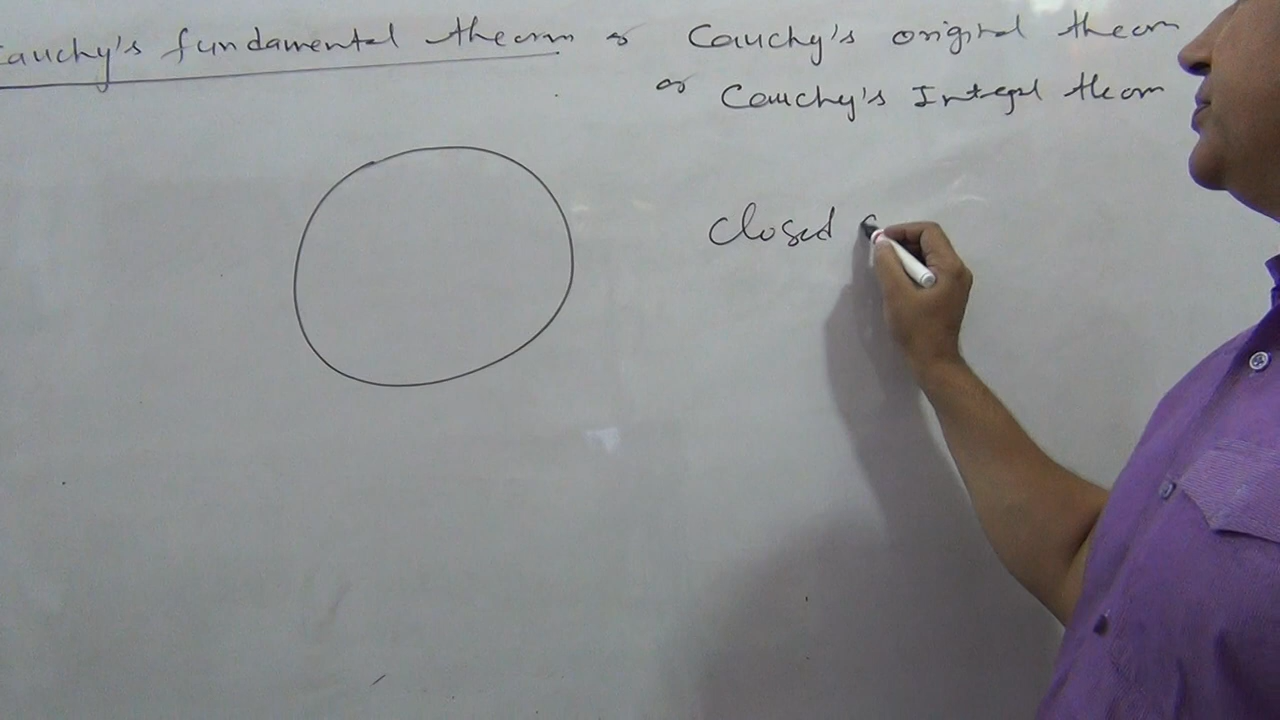 Cauchy's fundamental theorm or Cauchy's original theorm
or Cauchy's Integral theorm
Closed